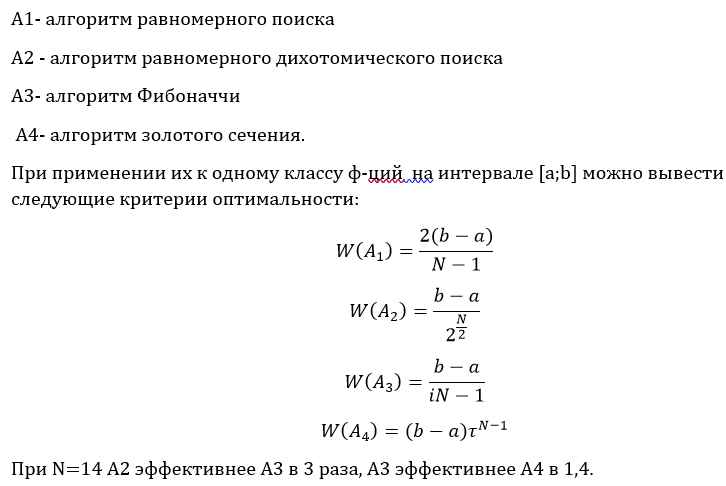 А1- алгоритм равномерного поиска
А2 - алгоритм равномерного дихотомического поиска
А3- алгоритм Фибоначчи
А4- алгоритм золотого сечения.
При применении их к одному классу ф-ций на интервале [a;b] можно вывести
следующие критерии оптимальности:
W(A₁) = 2(b − a) / (N − 1)
W(A₂) = (b − a) / 2^(N/2)
W(A₃) = (b − a) / (iN − 1)
W(A₄) = (b − a)τ^(N−1)
При N=14 А2 эффективнее А3 в 3 раза, А3 эффективнее А4 в 1,4.